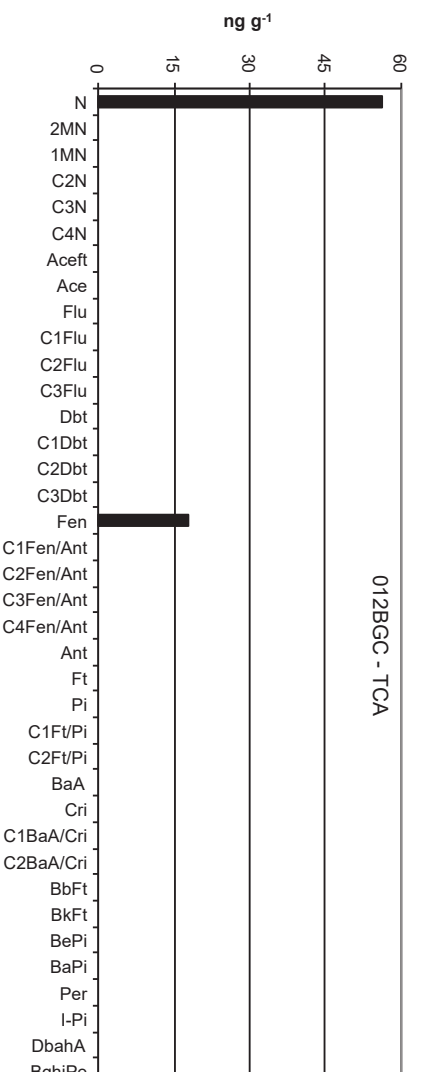 ng g-1
0 15 30 45 60
N
2MN
1MN
C2N
C3N
C4N
Aceft
Ace
Flu
C1Flu
C2Flu
C3Flu
Dbt
C1Dbt
C2Dbt
C3Dbt
Fen
C1Fen/Ant
C2Fen/Ant
C3Fen/Ant
C4Fen/Ant
Ant
Ft
Pi
C1Ft/Pi
C2Ft/Pi
BaA
Cri
C1BaA/Cri
C2BaA/Cri
BbFt
BkFt
BePi
BaPi
Per
I-Pi
DbahA
012BGC - TCA